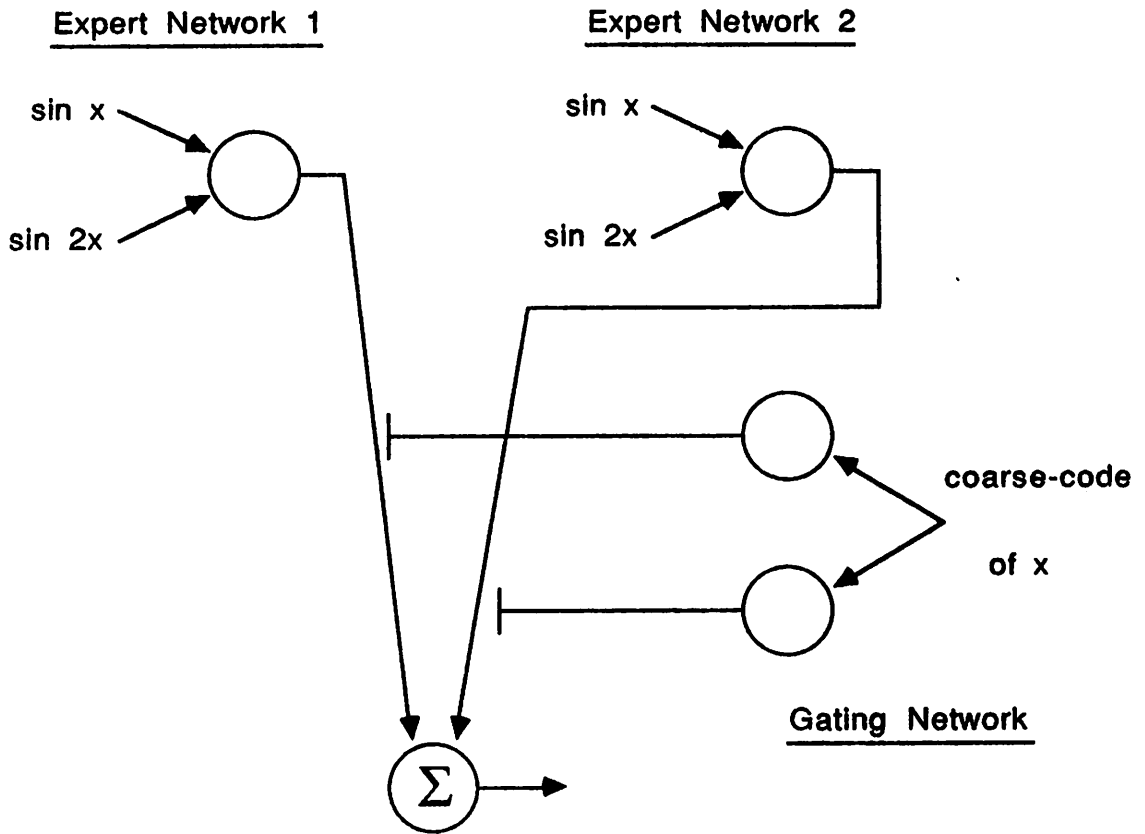 Expert Network 1
Expert Network 2
sin x
sin 2x
sin x
sin 2x
coarse-code
of x
Gating Network
Σ